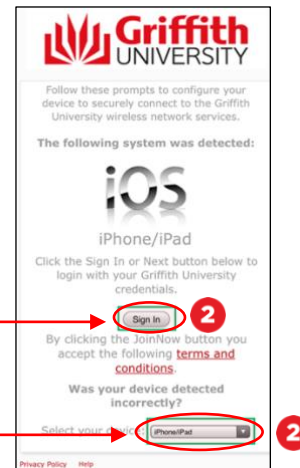 Griffith
UNIVERSITY
Follow these prompts to configure your
device to securely connect to the Griffith
University wireless network services.
The following system was detected:
iOS
iPhone/iPad
Click the Sign In or Next button below to
login with your Griffith University
credentials.
Sign In
2
By clicking the JoinNow button you
accept the following terms and
conditions.
Was your device detected
incorrectly?
Select your device: iPhone/iPad
2
Privacy Policy Help